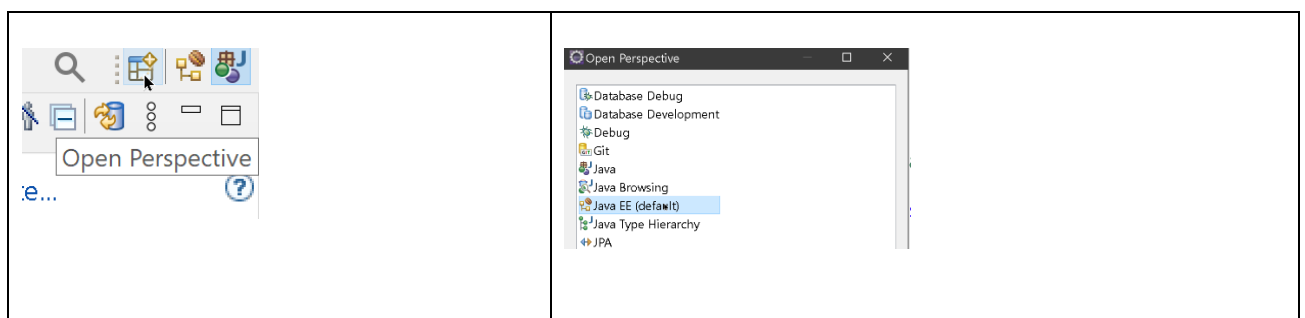 Open Perspective
te...
Open Perspective
Database Debug
Database Development
Debug
Git
Java
Java Browsing
Java EE (default)
Java Type Hierarchy
JPA